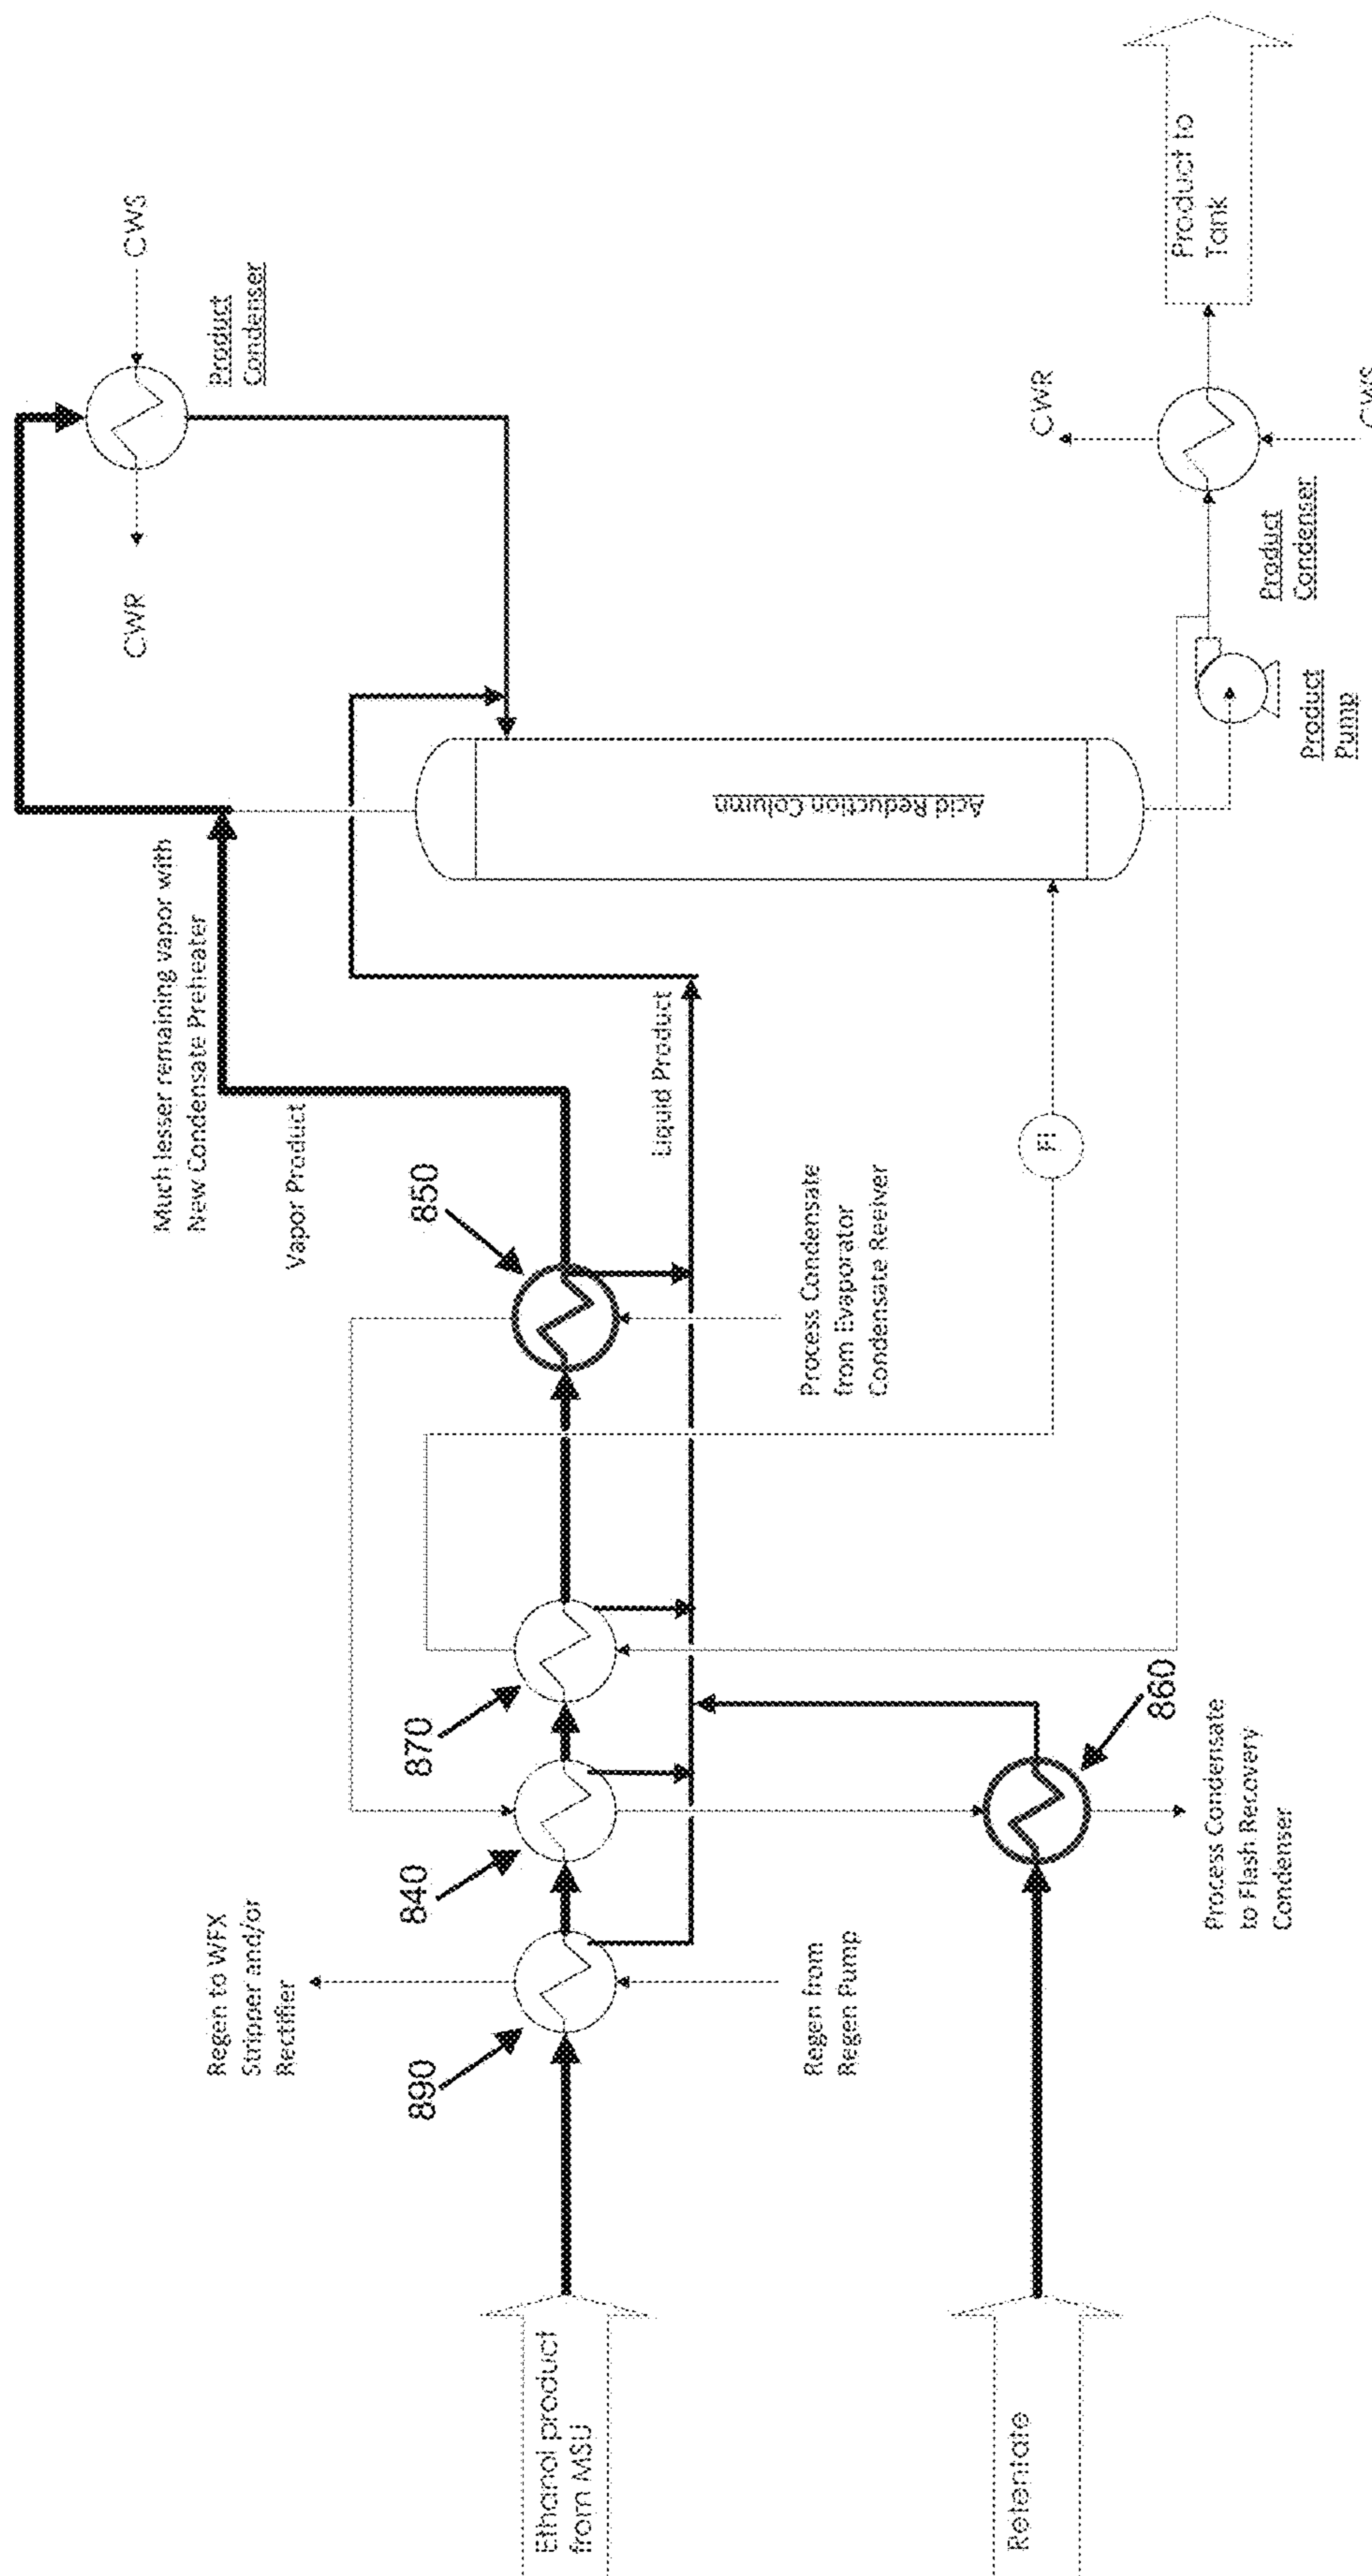 Ethanol product
from MSU
Retentate
890
Regen to WFX
Stripper and/or
Rectifier
Regen from
Regen Pump
840
870
860
Process Condensate
to Flash Recovery
Condenser
850
Process Condensate
from Evaporator
Condensate Reeiver
Vapor Product
Much lesser remaining vapor with
New Condensate Preheater
Liquid Product
FI
Acid Reduction Column
CWR
CWS
Product
Condenser
Product
Pump
Product
Condenser
CWR
CWS
Product to
Tank